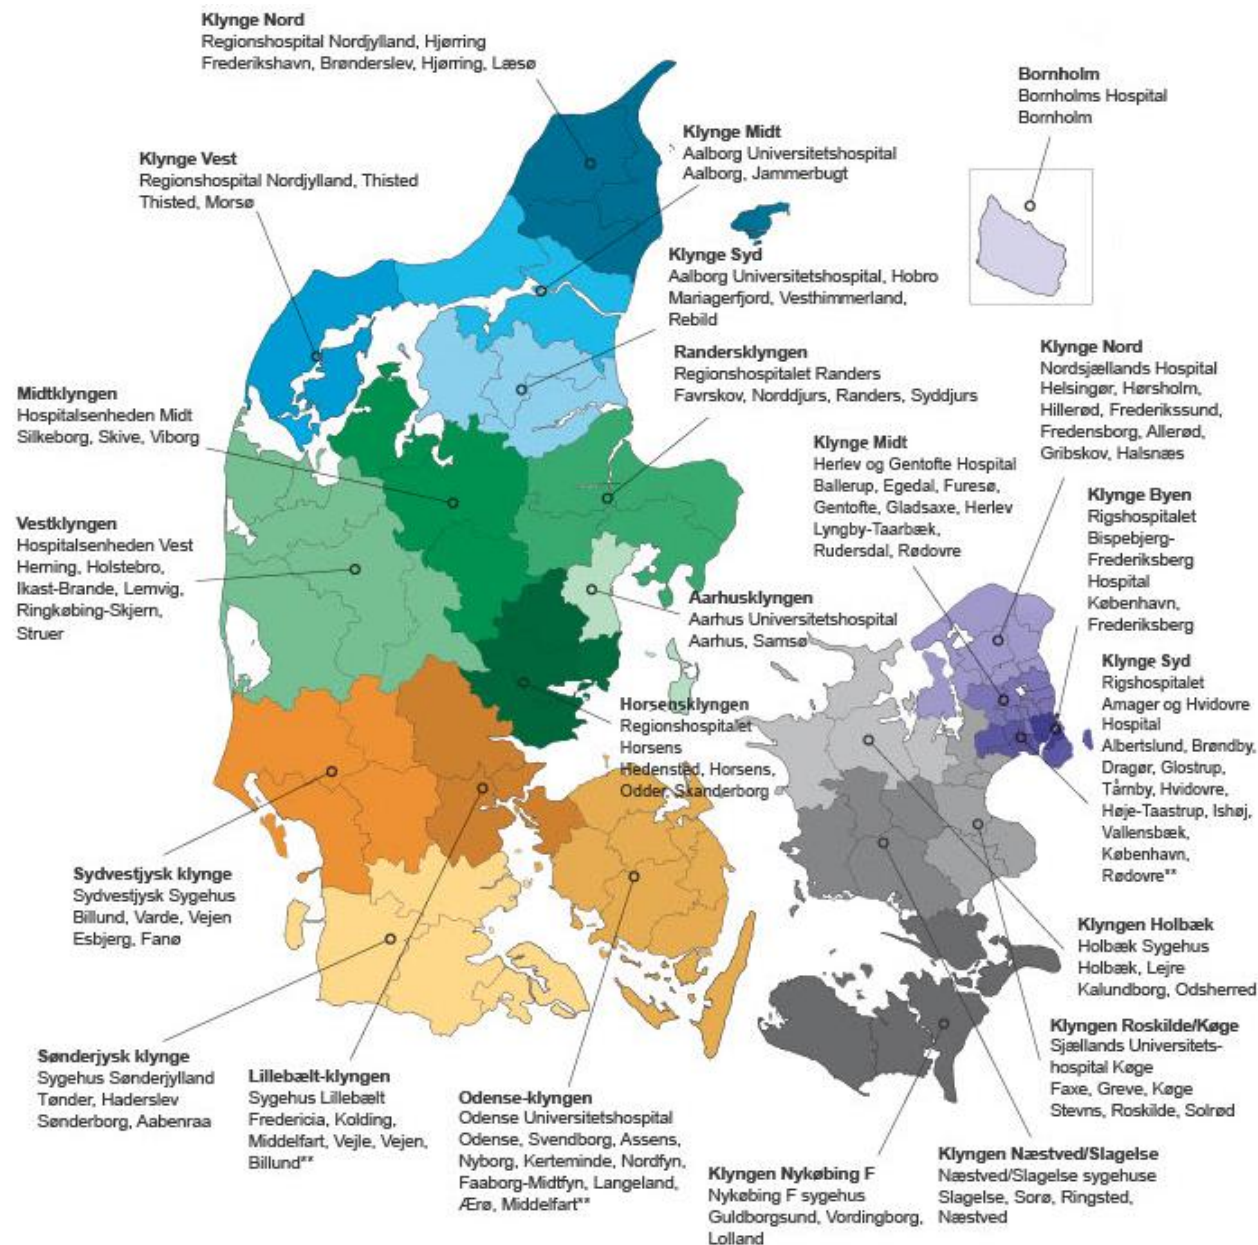 Klynge Nord
Regionshospital Nordjylland, Hjørring
Frederikshavn, Brønderslev, Hjørring, Læsø
Bornholm
Bornholms Hospital
Bornholm
Klynge Midt
Aalborg Universitetshospital
Aalborg, Jammerbugt
Klynge Vest
Regionshospital Nordjylland, Thisted
Thisted, Morsø
Klynge Syd
Aalborg Universitetshospital, Hobro
Mariagerfjord, Vesthimmerland,
Rebild
Randersklyngen
Regionshospitalet Randers
Favrskov, Norddjurs, Randers, Syddjurs
Klynge Nord
Nordsjællands Hospital
Helsingør, Hørsholm,
Hillerød, Frederikssund,
Fredensborg, Allerød,
Gribskov, Halsnæs
Midtklyngen
Hospitalsenheden Midt
Silkeborg, Skive, Viborg
Klynge Midt
Herlev og Gentofte Hospital
Ballerup, Egedal, Furesø,
Gentofte, Gladsaxe, Herlev
Lyngby-Taarbæk,
Rudersdal, Rødovre
Klynge Byen
Rigshospitalet
Bispebjerg-
Frederiksberg
Hospital
København,
Frederiksberg
Vestklyngen
Hospitalsenheden Vest
Herning, Holstebro,
Ikast-Brande, Lemvig,
Ringkøbing-Skjern,
Struer
Aarhusklyngen
Aarhus Universitetshospital
Aarhus, Samsø
Klynge Syd
Rigshospitalet
Amager og Hvidovre
Hospital
Albertslund, Brøndby,
Dragør, Glostrup,
Tårnby, Hvidovre,
Høje-Taastrup, Ishøj,
Vallensbæk,
København,
Rødovre**
Horsensklyngen
Regionshospitalet
Horsens
Hedensted, Horsens,
Odder, Skanderborg
Sydvestjysk klynge
Sydvestjysk Sygehus
Billund, Varde, Vejen
Esbjerg, Fanø
Klyngen Holbæk
Holbæk Sygehus
Holbæk, Lejre
Kalundborg, Odsherred
Klyngen Roskilde/Køge
Sjællands Universitets-
hospital Køge
Faxe, Greve, Køge
Stevns, Roskilde, Solrød
Sønderjysk klynge
Sygehus Sønderjylland
Tønder, Haderslev
Sønderborg, Aabenraa
Lillebælt-klyngen
Sygehus Lillebælt
Fredericia, Kolding,
Middelfart, Vejle, Vejen,
Billund**
Odense-klyngen
Odense Universitetshospital
Odense, Svendborg, Assens,
Nyborg, Kerteminde, Nordfyn,
Faaborg-Midtfyn, Langeland,
Ærø, Middelfart**
Klyngen Nykøbing F
Nykøbing F sygehus
Guldborgsund, Vordingborg,
Lolland
Klyngen Næstved/Slagelse
Næstved/Slagelse sygehuse
Slagelse, Sorø, Ringsted,
Næstved